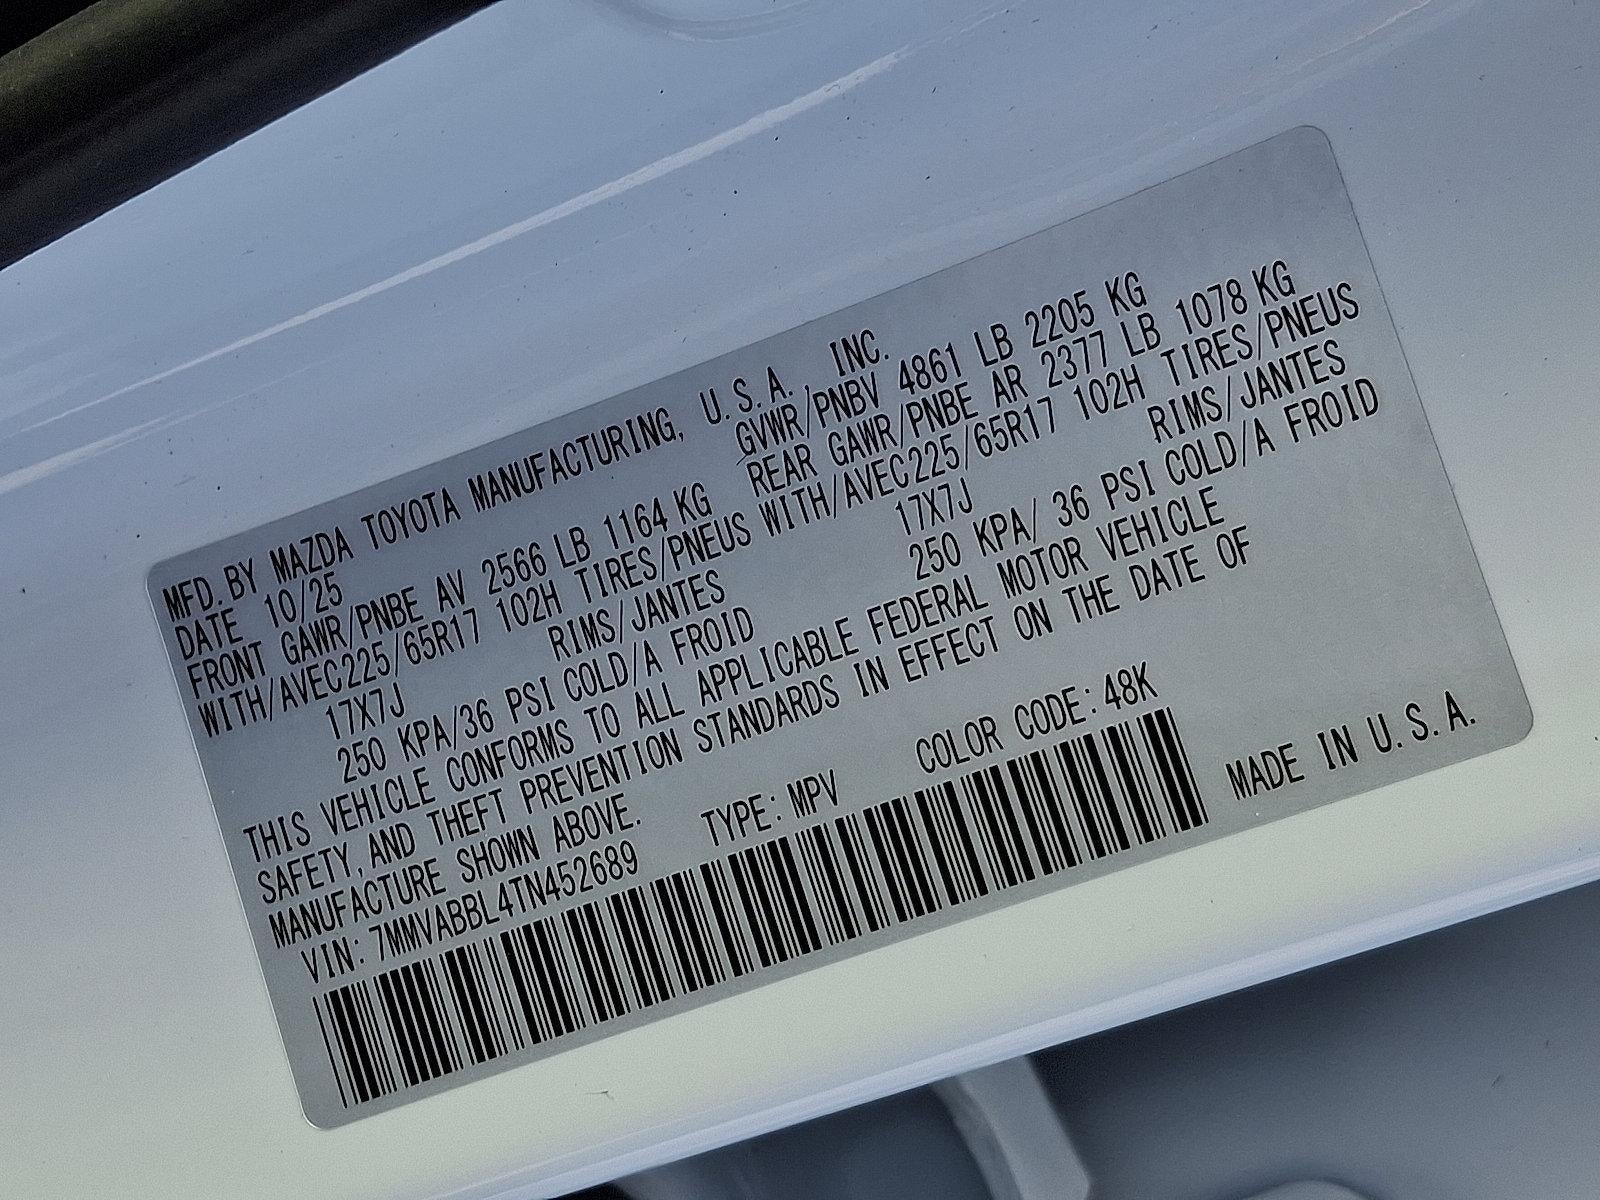 MFD. BY MAZDA TOYOTA MANUFACTURING, U.S.A., INC.
DATE 10/25 GVWR/PNBV 4861 LB 2205 KG
FRONT GAWR/PNBE AV 2566 LB 1164 KG REAR GAWR/PNBE AR 2377 LB 1078 KG
WITH/AVEC225/65R17 102H TIRES/PNEUS WITH/AVEC225/65R17 102H TIRES/PNEUS
17X7J RIMS/JANTES 17X7J RIMS/JANTES
250 KPA/36 PSI COLD/A FROID 250 KPA/ 36 PSI COLD/A FROID
THIS VEHICLE CONFORMS TO ALL APPLICABLE FEDERAL MOTOR VEHICLE
SAFETY, AND THEFT PREVENTION STANDARDS IN EFFECT ON THE DATE OF
MANUFACTURE SHOWN ABOVE.
VIN: 7MMVABBL4TN452689 TYPE: MPV COLOR CODE: 48K
MADE IN U.S.A.